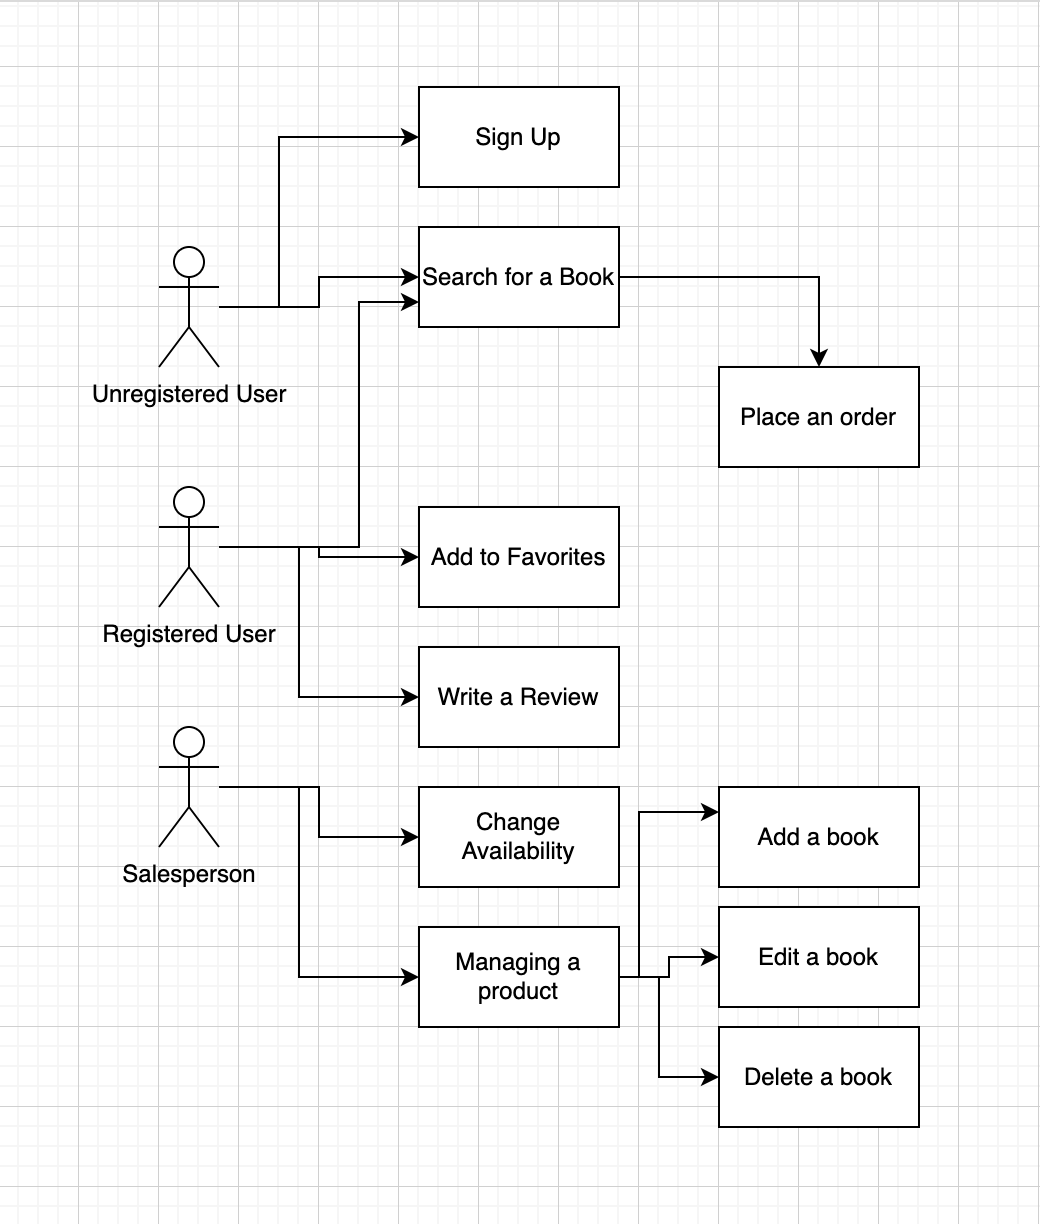 Sign Up
Search for a Book
Unregistered User
Place an order
Add to Favorites
Registered User
Write a Review
Change
Availability
Add a book
Salesperson
Managing a
product
Edit a book
Delete a book